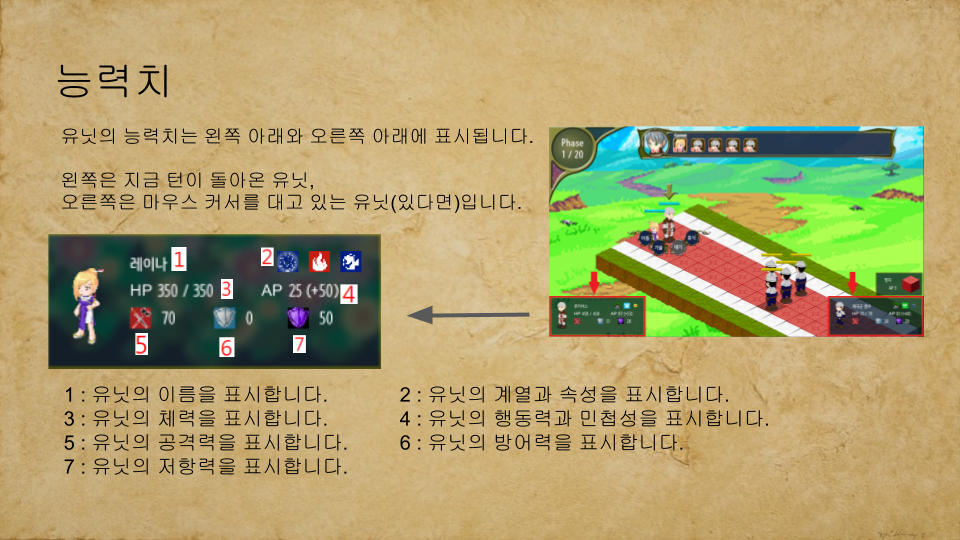 능력치
유닛의 능력치는 왼쪽 아래와 오른쪽 아래에 표시됩니다.
왼쪽은 지금 턴이 돌아온 유닛,
오른쪽은 마우스 커서를 대고 있는 유닛(있다면)입니다.
Phase
1 / 20
레이나 1 2
HP 350 / 350 3 AP 25 (+50) 4
70 0 50
5 6 7
1 : 유닛의 이름을 표시합니다. 2 : 유닛의 계열과 속성을 표시합니다.
3 : 유닛의 체력을 표시합니다. 4 : 유닛의 행동력과 민첩성을 표시합니다.
5 : 유닛의 공격력을 표시합니다. 6 : 유닛의 방어력을 표시합니다.
7 : 유닛의 저항력을 표시합니다.